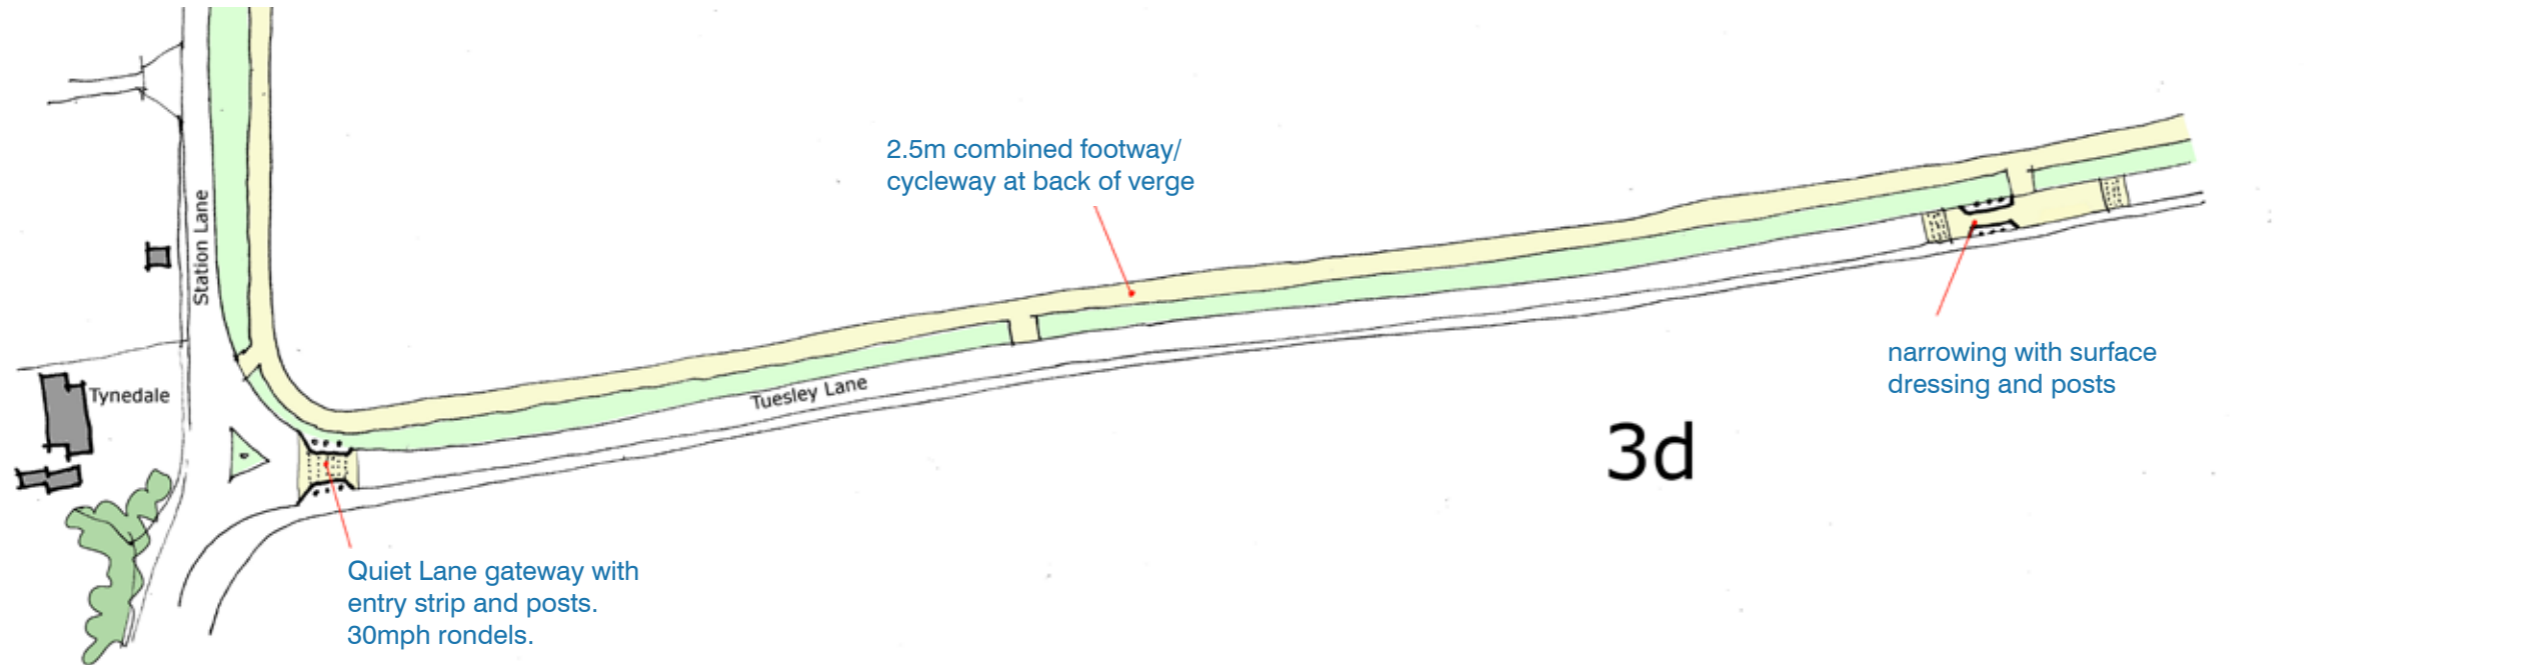 2.5m combined footway/
cycleway at back of verge
Station Lane
narrowing with surface
dressing and posts
Tynedale
Tuesley Lane
3d
Quiet Lane gateway with
entry strip and posts.
30mph rondels.